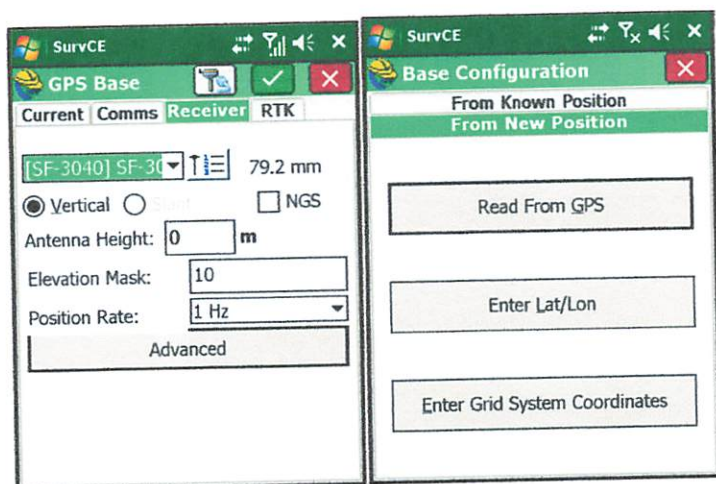 SurvCE
GPS Base
Current Comms Receiver RTK
[SF-3040] SF-30
79.2 mm
Vertical
NGS
Antenna Height: 0 m
Elevation Mask: 10
Position Rate: 1 Hz
Advanced
SurvCE
Base Configuration
From Known Position
From New Position
Read From GPS
Enter Lat/Lon
Enter Grid System Coordinates